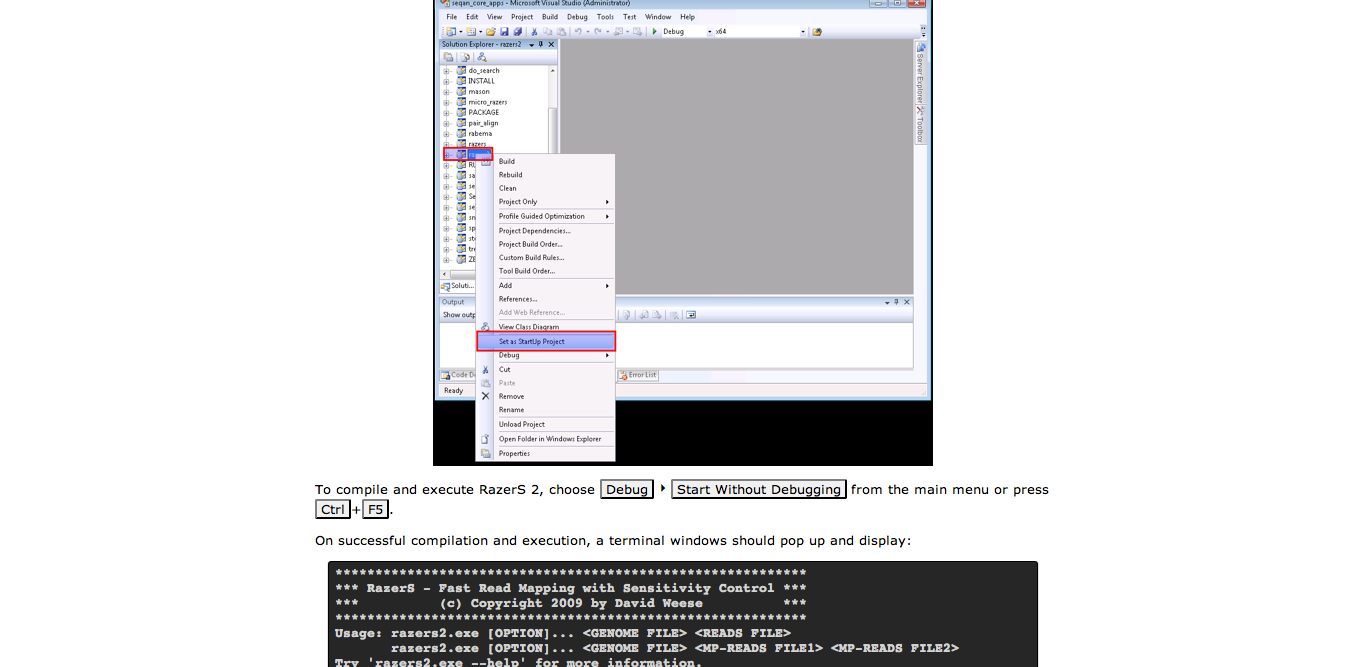 seqan_core_apps - Microsoft Visual Studio (Administrator)
File Edit View Project Build Debug Tools Test Window Help
Debug x64
Solution Explorer - razers2
do_search
INSTALL
mason
micro_razers
PACKAGE
pair_align
rabema
razers
Server Explorer
Toolbox
Build
Rebuild
Clean
Project Only
Profile Guided Optimization
Project Dependencies...
Project Build Order...
Custom Build Rules...
Tool Build Order...
Add
References...
Add Web Reference...
View Class Diagram
Set as StartUp Project
Debug
Cut
Paste
Remove
Rename
Unload Project
Open Folder in Windows Explorer
Properties
Soluti...
Output
Show outp
Code D
Error List
Ready
To compile and execute RazerS 2, choose Debug ‣ Start Without Debugging from the main menu or press
Ctrl+F5.
On successful compilation and execution, a terminal windows should pop up and display:
***********************************************************
*** RazerS - Fast Read Mapping with Sensitivity Control ***
*** (c) Copyright 2009 by David Weese ***
***********************************************************
Usage: razers2.exe [OPTION]... <GENOME FILE> <READS FILE>
razers2.exe [OPTION]... <GENOME FILE> <MP-READS FILE1> <MP-READS FILE2>
Try 'razers2.exe --help' for more information.